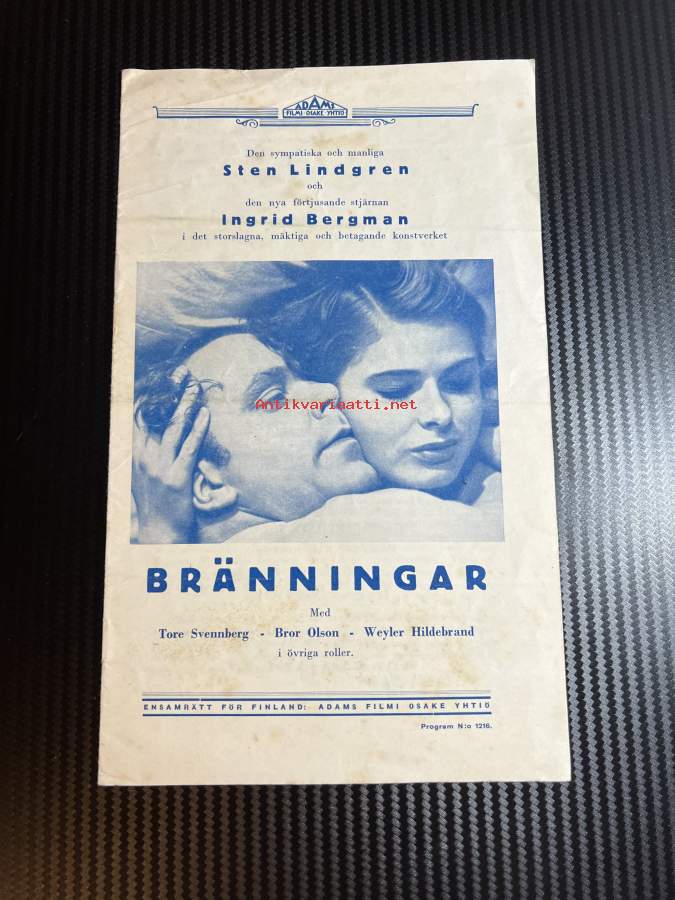 ADAMS
FILMI OSAKE YHTIÖ
Den sympatiska och manliga
Sten Lindgren
och
den nya förtjusande stjärnan
Ingrid Bergman
i det storslagna, mäktiga och betagande konstverket
Antikvariaatti.net
BRÄNNINGAR
Med
Tore Svennberg - Bror Olson - Weyler Hildebrand
i övriga roller.
ENSAMRÄTT FÖR FINLAND: ADAMS FILMI OSAKE YHTIÖ
Program N:o 1216.